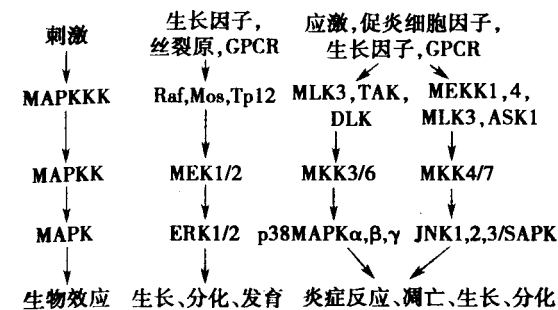 刺激
生长因子,
丝裂原,GPCR
应激,促炎细胞因子,
生长因子,GPCR
MAPKKK
Raf,Mos,Tp12
MLK3,TAK,
DLK
MEKK1,4,
MLK3,ASK1
MAPKK
MEK1/2
MKK3/6
MKK4/7
MAPK
ERK1/2
p38MAPKα,β,γ
JNK1,2,3/SAPK
生物效应
生长、分化、发育
炎症反应、凋亡、生长、分化